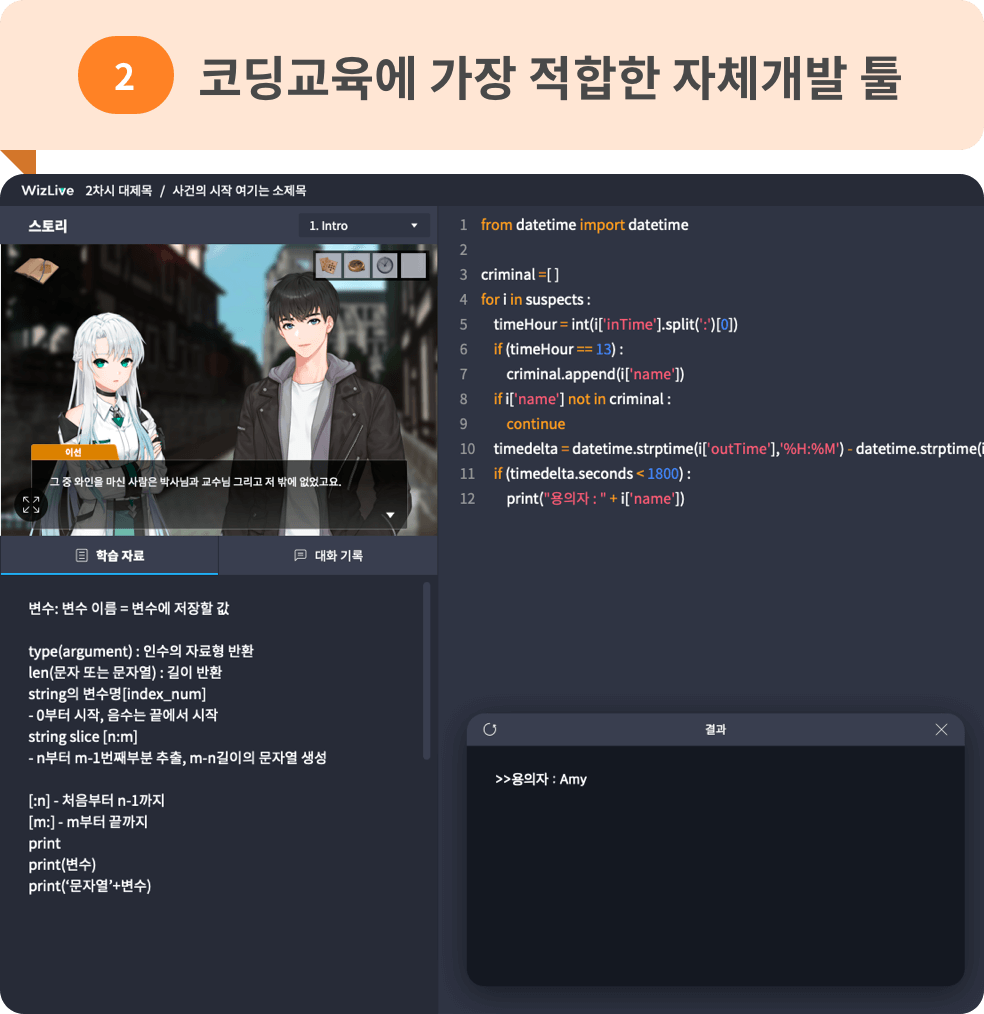 2 코딩교육에 가장 적합한 자체개발 툴
WizLive 2차시 대제목 / 사건의 시작 여기는 소제목
스토리
1. Intro
이선
그 중 와인을 마신 사람은 박사님과 교수님 그리고 저 밖에 없었고요.
학습 자료
대화 기록
변수: 변수 이름 = 변수에 저장할 값
type(argument) : 인수의 자료형 반환
len(문자 또는 문자열) : 길이 반환
string의 변수명[index_num]
- 0부터 시작, 음수는 끝에서 시작
string slice [n:m]
- n부터 m-1번째부분 추출, m-n길이의 문자열 생성
[:n] - 처음부터 n-1까지
[m:] - m부터 끝까지
print
print(변수)
print(‘문자열’+변수)
1 from datetime import datetime
2
3 criminal =[ ]
4 for i in suspects :
5 timeHour = int(i['inTime'].split(':')[0])
6 if (timeHour == 13) :
7 criminal.append(i['name'])
8 if i['name'] not in criminal :
9 continue
10 timedelta = datetime.strptime(i['outTime'],'%H:%M') - datetime.strptime(i
11 if (timedelta.seconds < 1800) :
12 print("용의자 : " + i['name'])
결과
>>용의자 : Amy